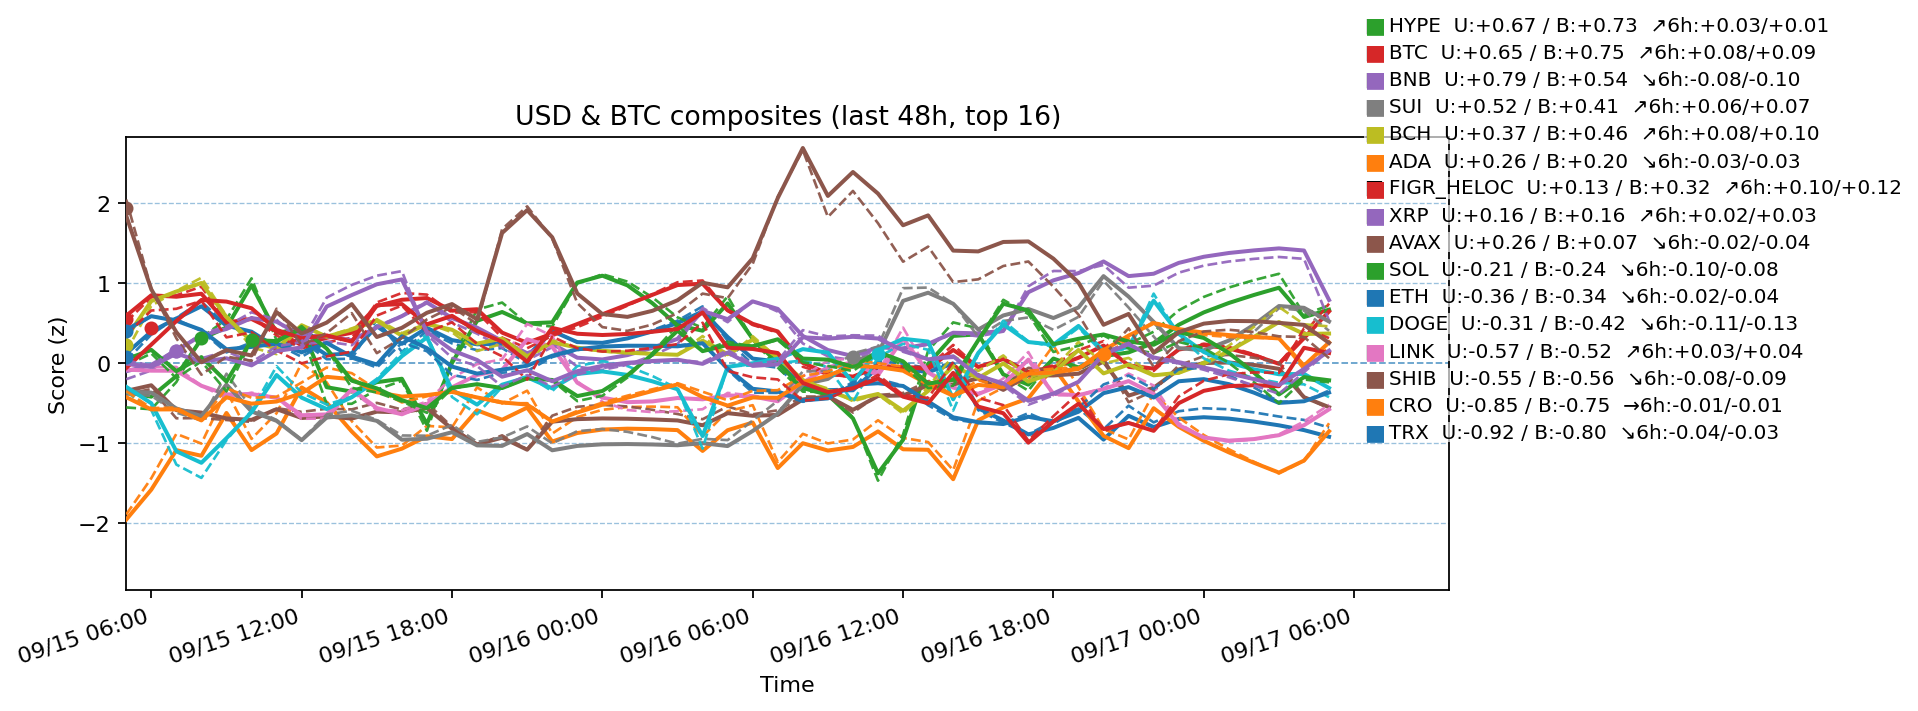 HYPE  U:+0.67 / B:+0.73  ↗6h:+0.03/+0.01
BTC  U:+0.65 / B:+0.75  ↗6h:+0.08/+0.09
BNB  U:+0.79 / B:+0.54  ↘6h:-0.08/-0.10
SUI  U:+0.52 / B:+0.41  ↗6h:+0.06/+0.07
BCH  U:+0.37 / B:+0.46  ↗6h:+0.08/+0.10
ADA  U:+0.26 / B:+0.20  ↘6h:-0.03/-0.03
FIGR_HELOC  U:+0.13 / B:+0.32  ↗6h:+0.10/+0.12
XRP  U:+0.16 / B:+0.16  ↗6h:+0.02/+0.03
AVAX  U:+0.26 / B:+0.07  ↘6h:-0.02/-0.04
SOL  U:-0.21 / B:-0.24  ↘6h:-0.10/-0.08
ETH  U:-0.36 / B:-0.34  ↘6h:-0.02/-0.04
DOGE  U:-0.31 / B:-0.42  ↘6h:-0.11/-0.13
LINK  U:-0.57 / B:-0.52  ↗6h:+0.03/+0.04
SHIB  U:-0.55 / B:-0.56  ↘6h:-0.08/-0.09
CRO  U:-0.85 / B:-0.75  →6h:-0.01/-0.01
TRX  U:-0.92 / B:-0.80  ↘6h:-0.04/-0.03
USD & BTC composites (last 48h, top 16)
Score (z)
2
1
0
−1
−2
09/15 06:00
09/15 12:00
09/15 18:00
09/16 00:00
09/16 06:00
09/16 12:00
09/16 18:00
09/17 00:00
09/17 06:00
Time